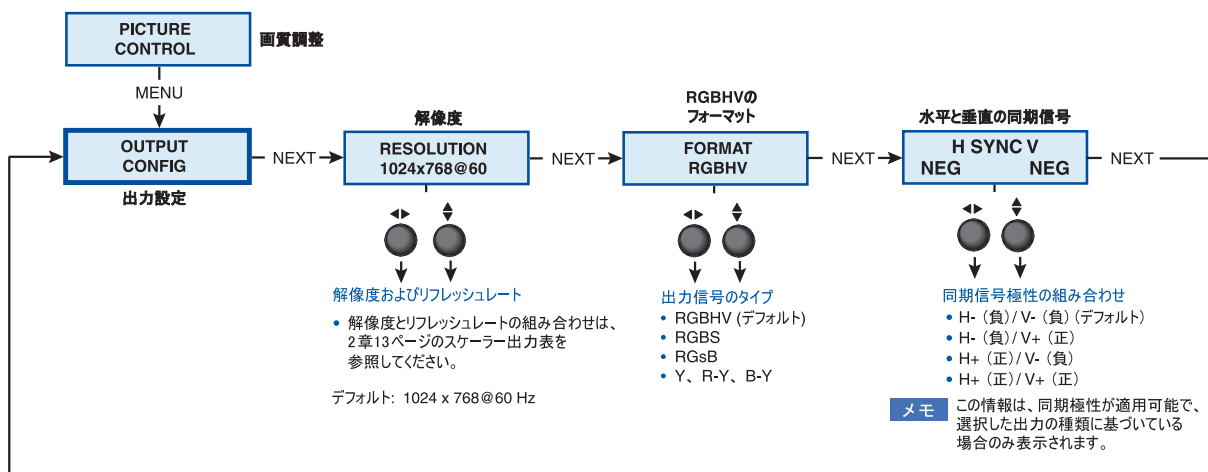 PICTURE
CONTROL
画質調整
MENU
OUTPUT
CONFIG
出力設定
NEXT
解像度
RESOLUTION
1024x768@60
NEXT
RGBHVの
フォーマット
FORMAT
RGBHV
NEXT
水平と垂直の同期信号
H SYNC V
NEG NEG
NEXT
解像度およびリフレッシュレート
• 解像度とリフレッシュレートの組み合わせは、
2章13ページのスケーラー出力表を
参照してください。
デフォルト: 1024 x 768@60 Hz
出力信号のタイプ
• RGBHV (デフォルト)
• RGBS
• RGsB
• Y、R-Y、B-Y
同期信号極性の組み合わせ
• H-（負）/ V-（負）(デフォルト)
• H-（負）/ V+（正）
• H+（正）/ V-（負）
• H+（正）/ V+（正）
メモ
この情報は、同期極性が適用可能で、
選択した出力の種類に基づいている
場合のみ表示されます。